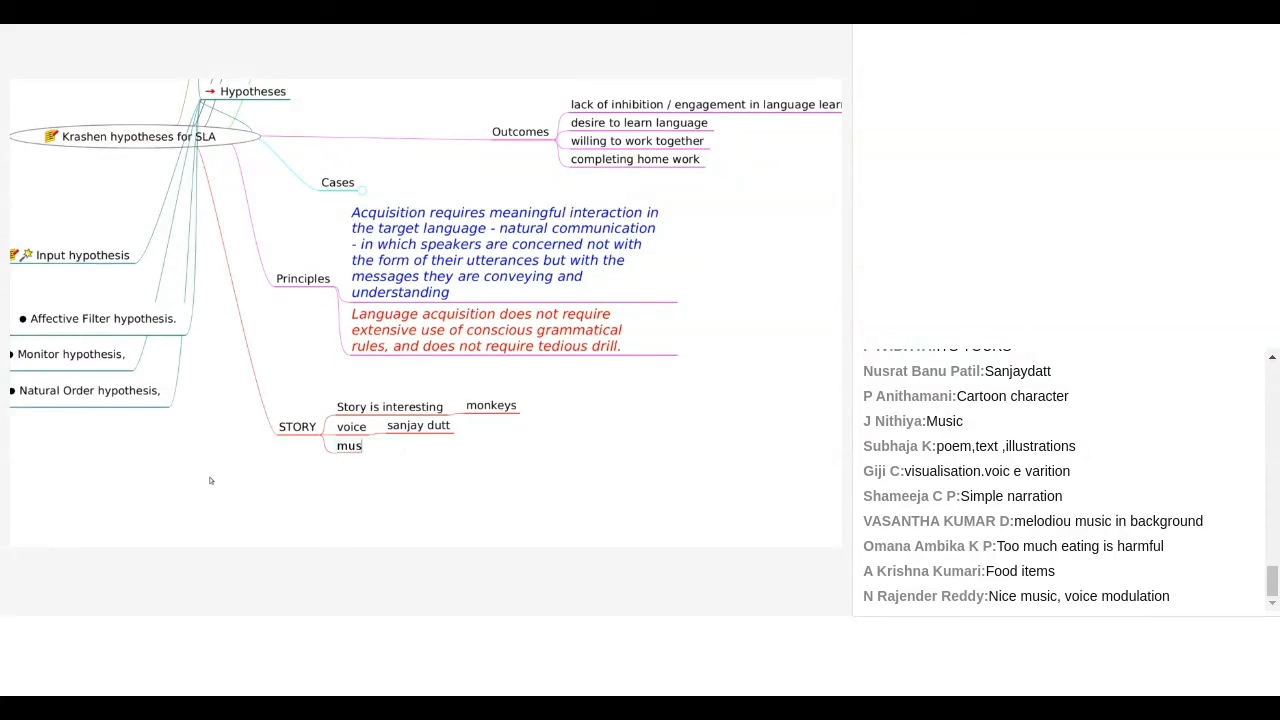 Hypotheses
Krashen hypotheses for SLA
Outcomes
lack of inhibition / engagement in language lear
desire to learn language
willing to work together
completing home work
Cases
Acquisition requires meaningful interaction in
the target language - natural communication
- in which speakers are concerned not with
the form of their utterances but with the
messages they are conveying and
understanding
Input hypothesis
Principles
Language acquisition does not require
extensive use of conscious grammatical
rules, and does not require tedious drill.
Affective Filter hypothesis.
Monitor hypothesis,
Natural Order hypothesis,
STORY
Story is interesting
monkeys
voice
sanjay dutt
mus
Nusrat Banu Patil:Sanjaydatt
P Anithamani:Cartoon character
J Nithiya:Music
Subhaja K:poem,text ,illustrations
Giji C:visualisation.voic e varition
Shameeja C P:Simple narration
VASANTHA KUMAR D:melodiou music in background
Omana Ambika K P:Too much eating is harmful
A Krishna Kumari:Food items
N Rajender Reddy:Nice music, voice modulation